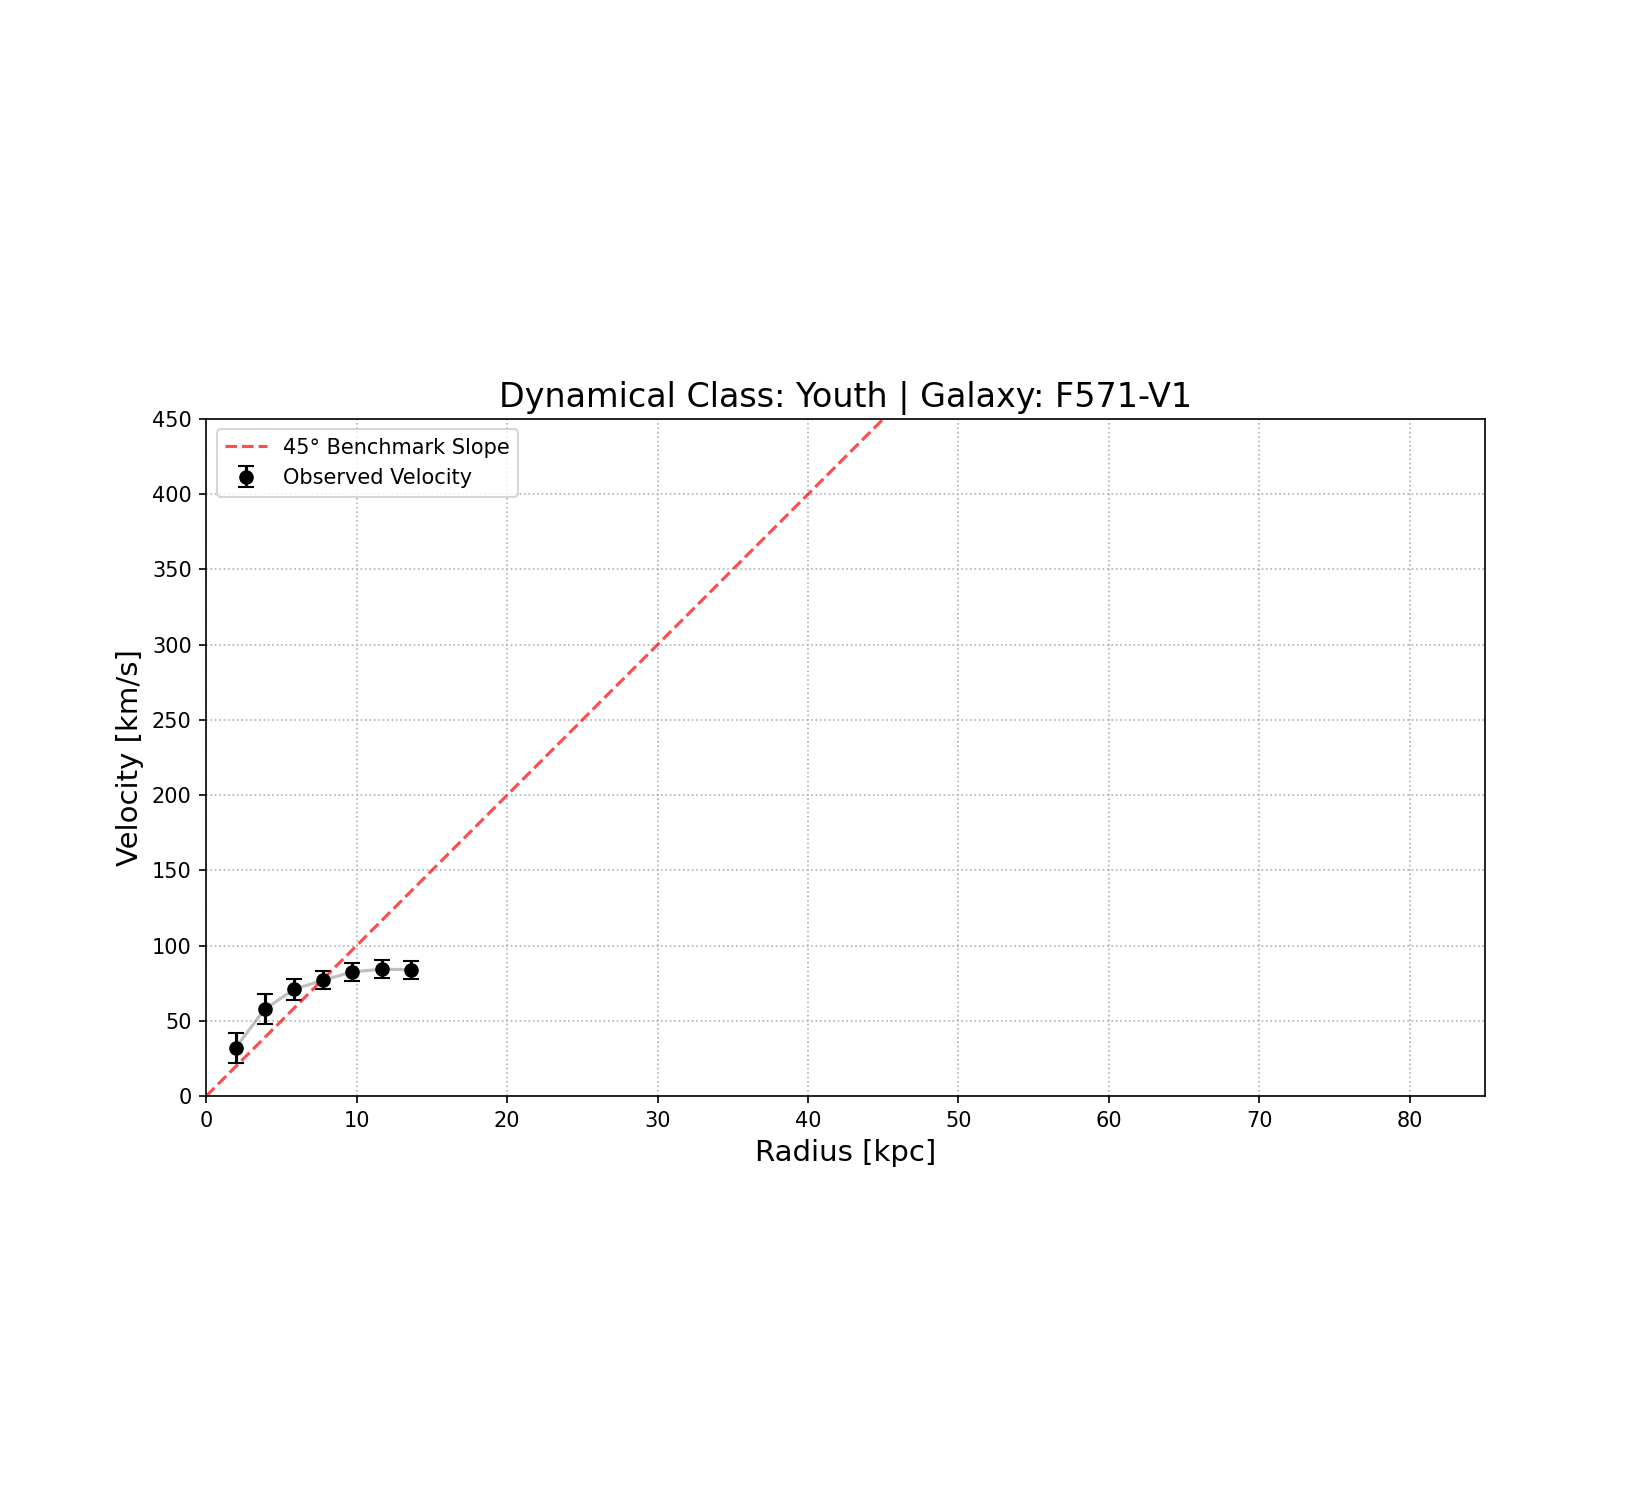 Dynamical Class: Youth | Galaxy: F571-V1
45° Benchmark Slope
Observed Velocity
Velocity [km/s]
450
400
350
300
250
200
150
100
50
0
0 10 20 30 40 50 60 70 80
Radius [kpc]